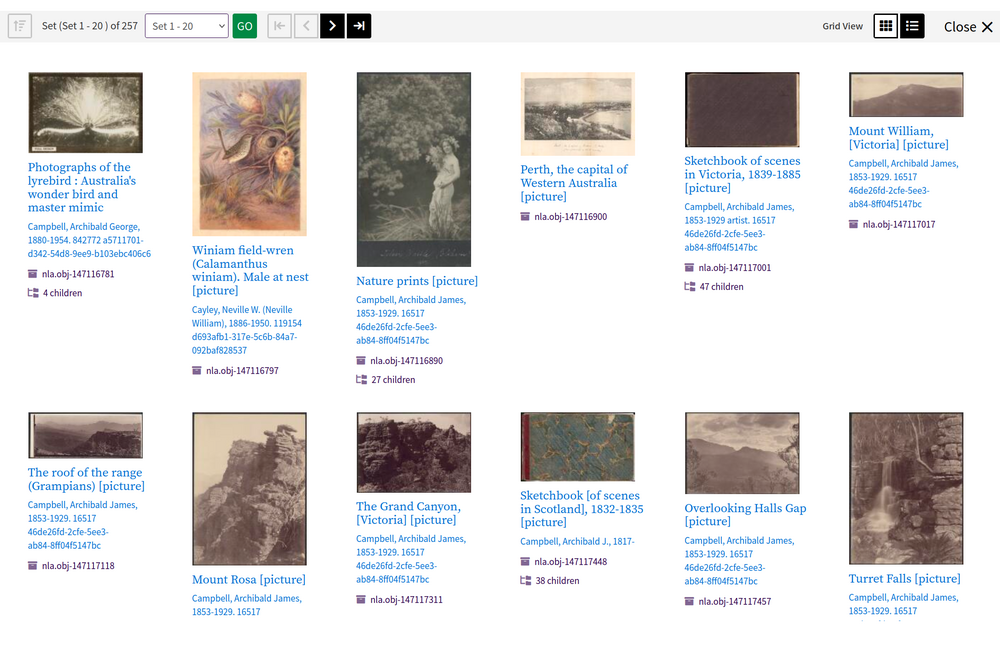 Set (Set 1 - 20 ) of 257
Set 1 - 20
GO
Grid View
Close
Photographs of the
lyrebird : Australia's
wonder bird and
master mimic
Campbell, Archibald George,
1880-1954. 842772 a5711701-
d342-54d8-9ee9-b103ebc406c6
nla.obj-147116781
4 children
Winiam field-wren
(Calamanthus
winiam). Male at nest
[picture]
Cayley, Neville W. (Neville
William), 1886-1950. 119154
d693afb1-317e-5c6b-84a7-
092baf828537
nla.obj-147116797
Nature prints [picture]
Campbell, Archibald James,
1853-1929. 16517
46de26fd-2cfe-5ee3-
ab84-8ff04f5147bc
nla.obj-147116890
27 children
Perth, the capital of
Western Australia
[picture]
nla.obj-147116900
Sketchbook of scenes
in Victoria, 1839-1885
[picture]
Campbell, Archibald James,
1853-1929 artist. 16517
46de26fd-2cfe-5ee3-
ab84-8ff04f5147bc
nla.obj-147117001
47 children
Mount William,
[Victoria] [picture]
Campbell, Archibald James,
1853-1929. 16517
46de26fd-2cfe-5ee3-
ab84-8ff04f5147bc
nla.obj-147117017
The roof of the range
(Grampians) [picture]
Campbell, Archibald James,
1853-1929. 16517
46de26fd-2cfe-5ee3-
ab84-8ff04f5147bc
nla.obj-147117118
Mount Rosa [picture]
Campbell, Archibald James,
1853-1929. 16517
The Grand Canyon,
[Victoria] [picture]
Campbell, Archibald James,
1853-1929. 16517
46de26fd-2cfe-5ee3-
ab84-8ff04f5147bc
nla.obj-147117311
Sketchbook [of scenes
in Scotland], 1832-1835
[picture]
Campbell, Archibald J., 1817-
nla.obj-147117448
38 children
Overlooking Halls Gap
[picture]
Campbell, Archibald James,
1853-1929. 16517
46de26fd-2cfe-5ee3-
ab84-8ff04f5147bc
nla.obj-147117457
Turret Falls [picture]
Campbell, Archibald James,
1853-1929. 16517